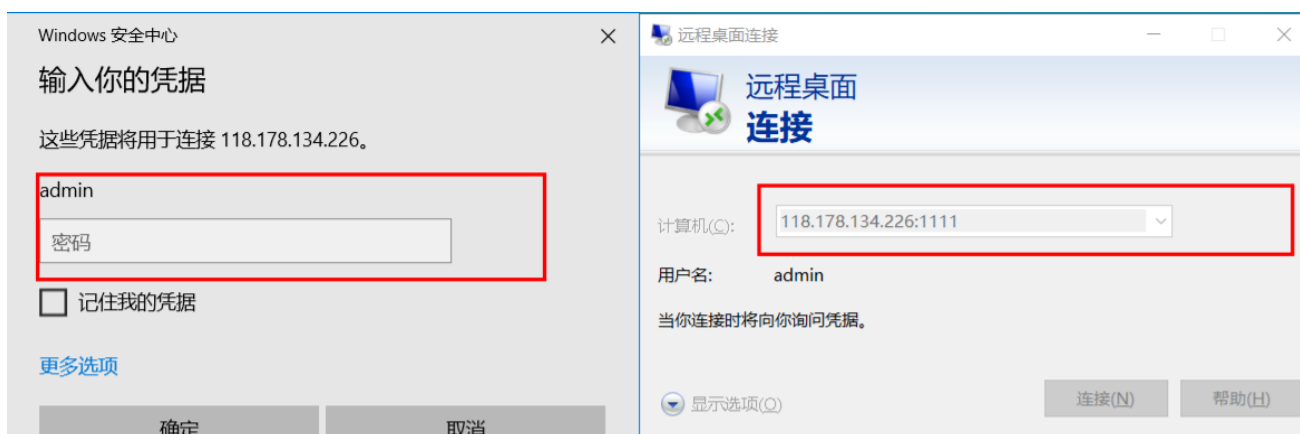 Windows 安全中心
输入你的凭据
这些凭据将用于连接 118.178.134.226。
admin
密码
记住我的凭据
更多选项
确定
取消
远程桌面连接
远程桌面
连接
计算机(C):
118.178.134.226:1111
用户名: admin
当你连接时将向你询问凭据。
显示选项(O)
连接(N)
帮助(H)